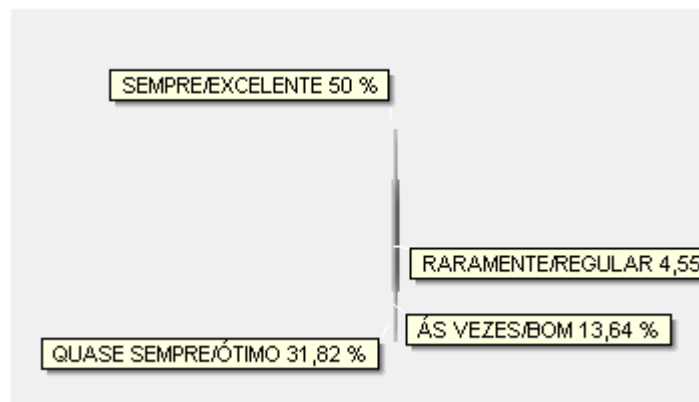 SEMPRE/EXCELENTE 50 %
RARAMENTE/REGULAR 4,55
ÁS VEZES/BOM 13,64 %
QUASE SEMPRE/ÓTIMO 31,82 %